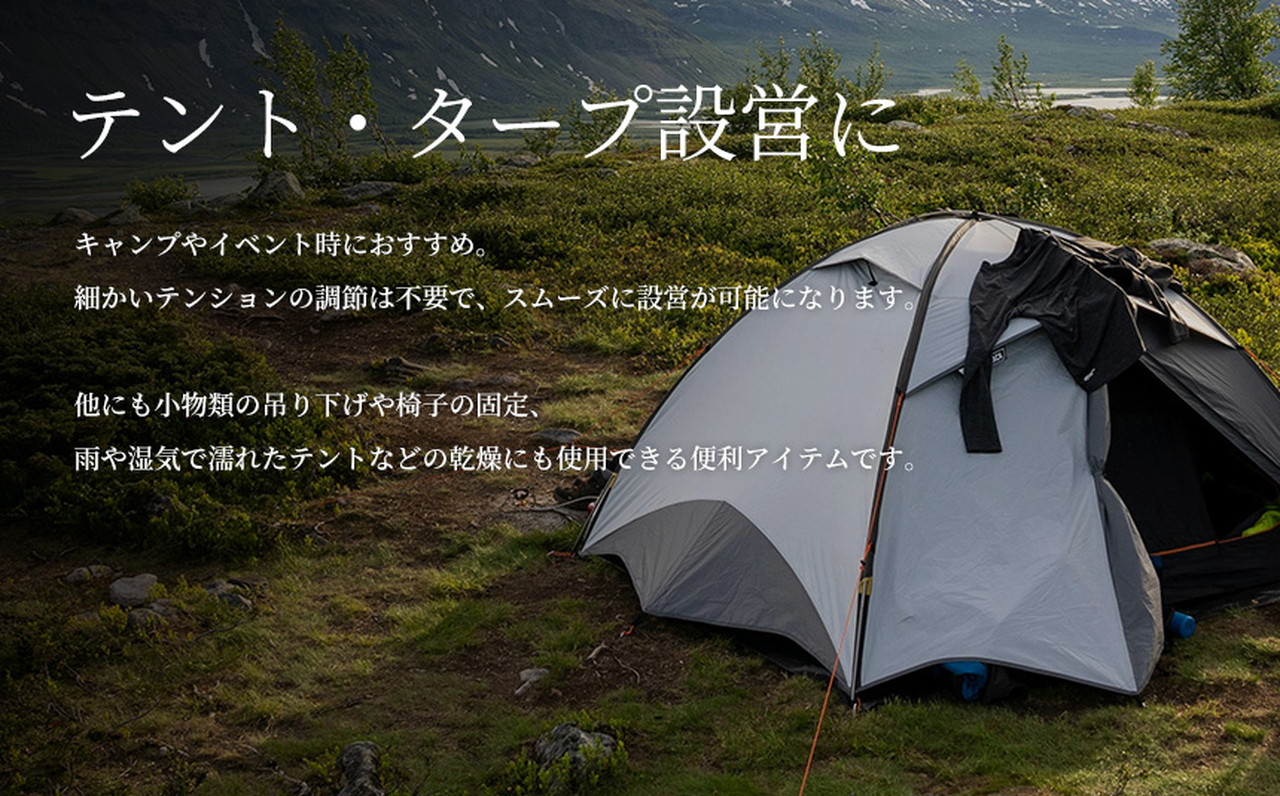 テント・タープ設営に
キャンプやイベント時におすすめ。
細かいテンションの調節は不要で、スムーズに設営が可能になります。
他にも小物類の吊り下げや椅子の固定、
雨や湿気で濡れたテントなどの乾燥にも使用できる便利アイテムです。